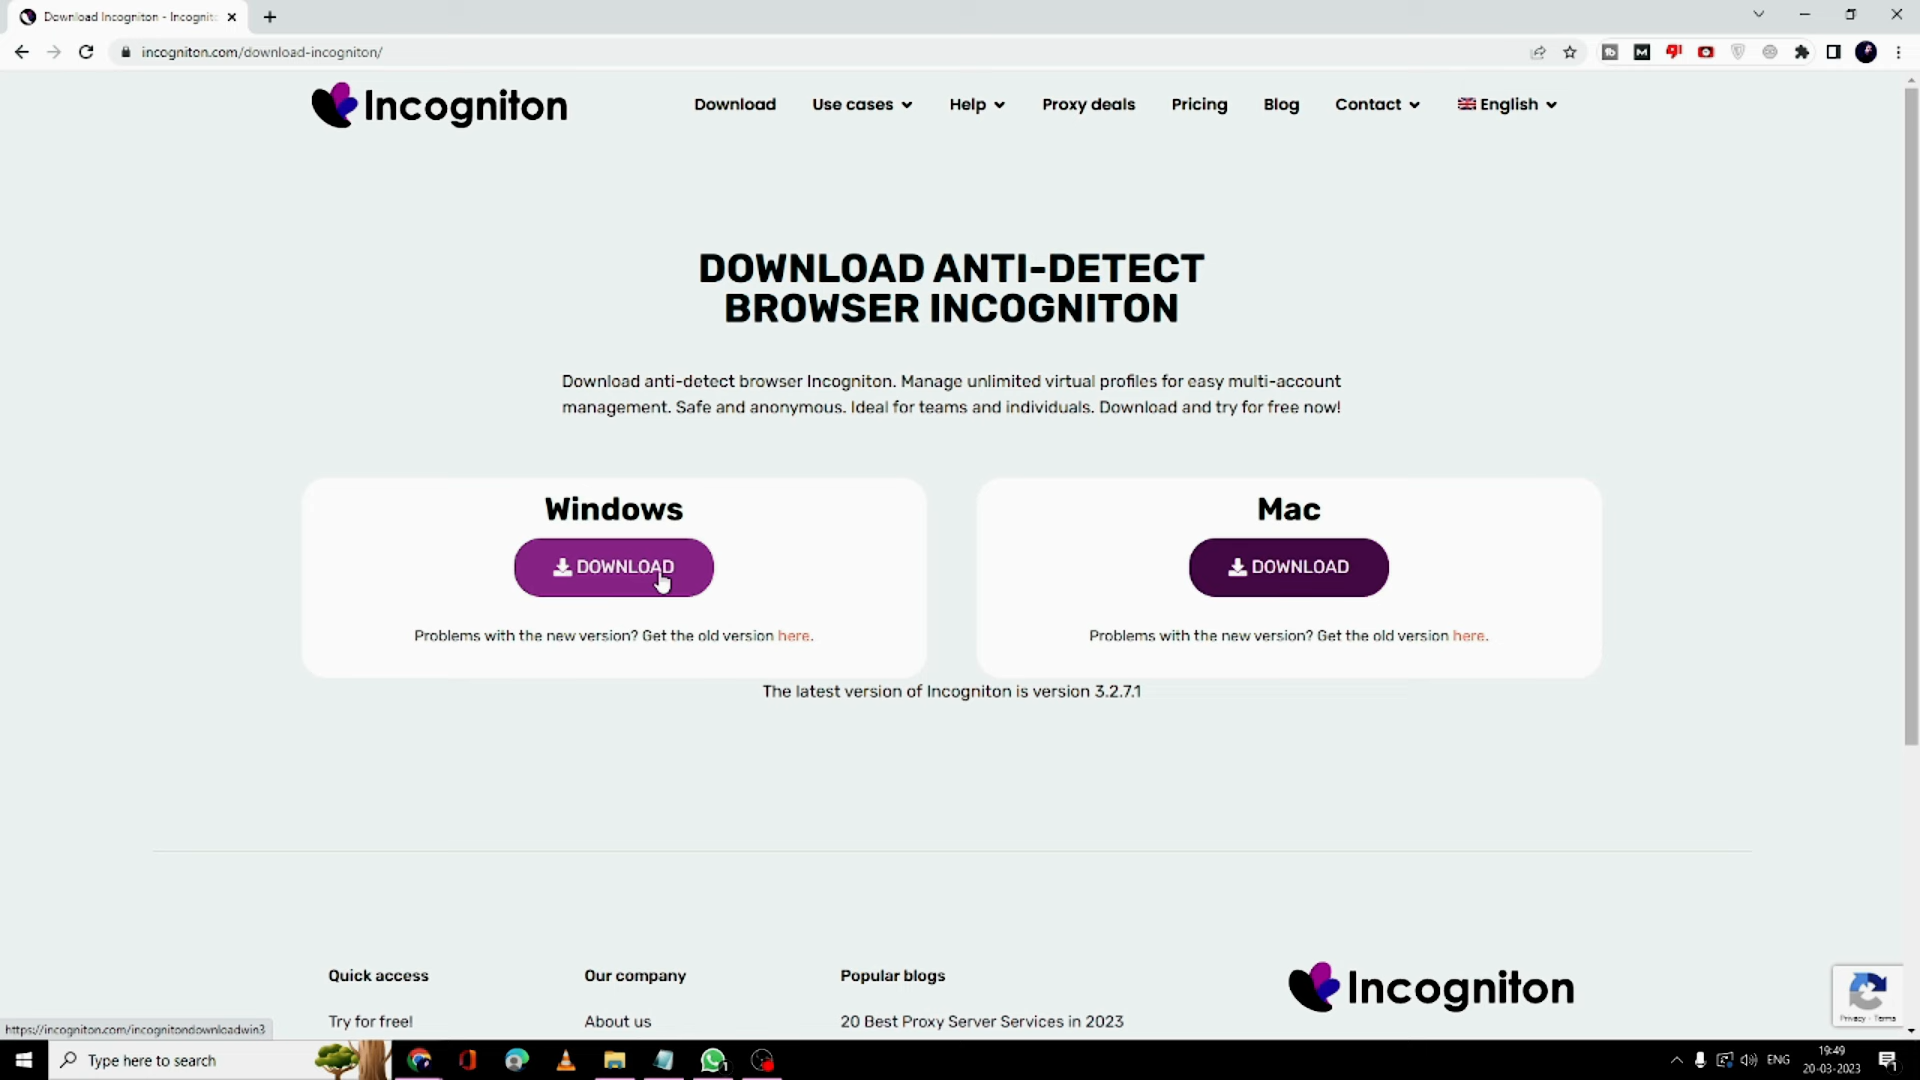 Download Incogniton - Incognit
incogniton.com/download-incogniton/
Incogniton
Download
Use cases
Help
Proxy deals
Pricing
Blog
Contact
English
DOWNLOAD ANTI-DETECT
BROWSER INCOGNITON
Download anti-detect browser Incogniton. Manage unlimited virtual profiles for easy multi-account
management. Safe and anonymous. Ideal for teams and individuals. Download and try for free now!
Windows
DOWNLOAD
Problems with the new version? Get the old version here.
Mac
DOWNLOAD
Problems with the new version? Get the old version here.
The latest version of Incogniton is version 3.2.7.1
Quick access
Try for free!
Our company
About us
Popular blogs
20 Best Proxy Server Services in 2023
Incogniton
Privacy - Terms
https://incogniton.com/incognitondownloadwin3
Type here to search
ENG
19:49
20-03-2023